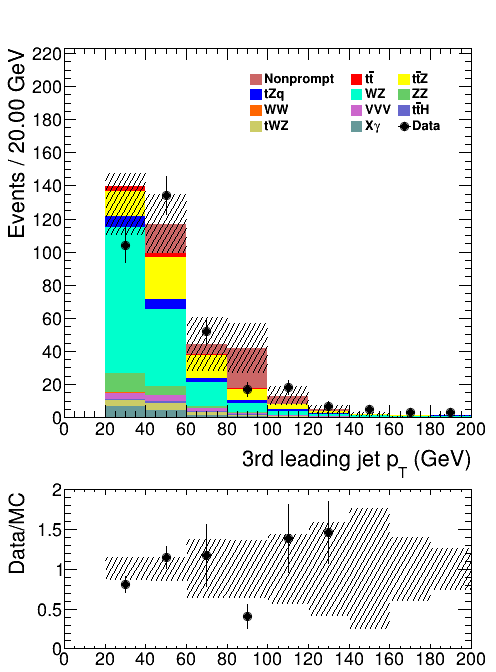 Events / 20.00 GeV
220
200
180
160
140
120
100
80
60
40
20
0
Nonprompt tt̄ tt̄Z
tZq WZ ZZ
WW VVV tt̄H
tWZ Xγ Data
0 20 40 60 80 100 120 140 160 180 200
3rd leading jet p_T (GeV)
Data/MC
2
1.5
1
0.5
0
0 20 40 60 80 100 120 140 160 180 200